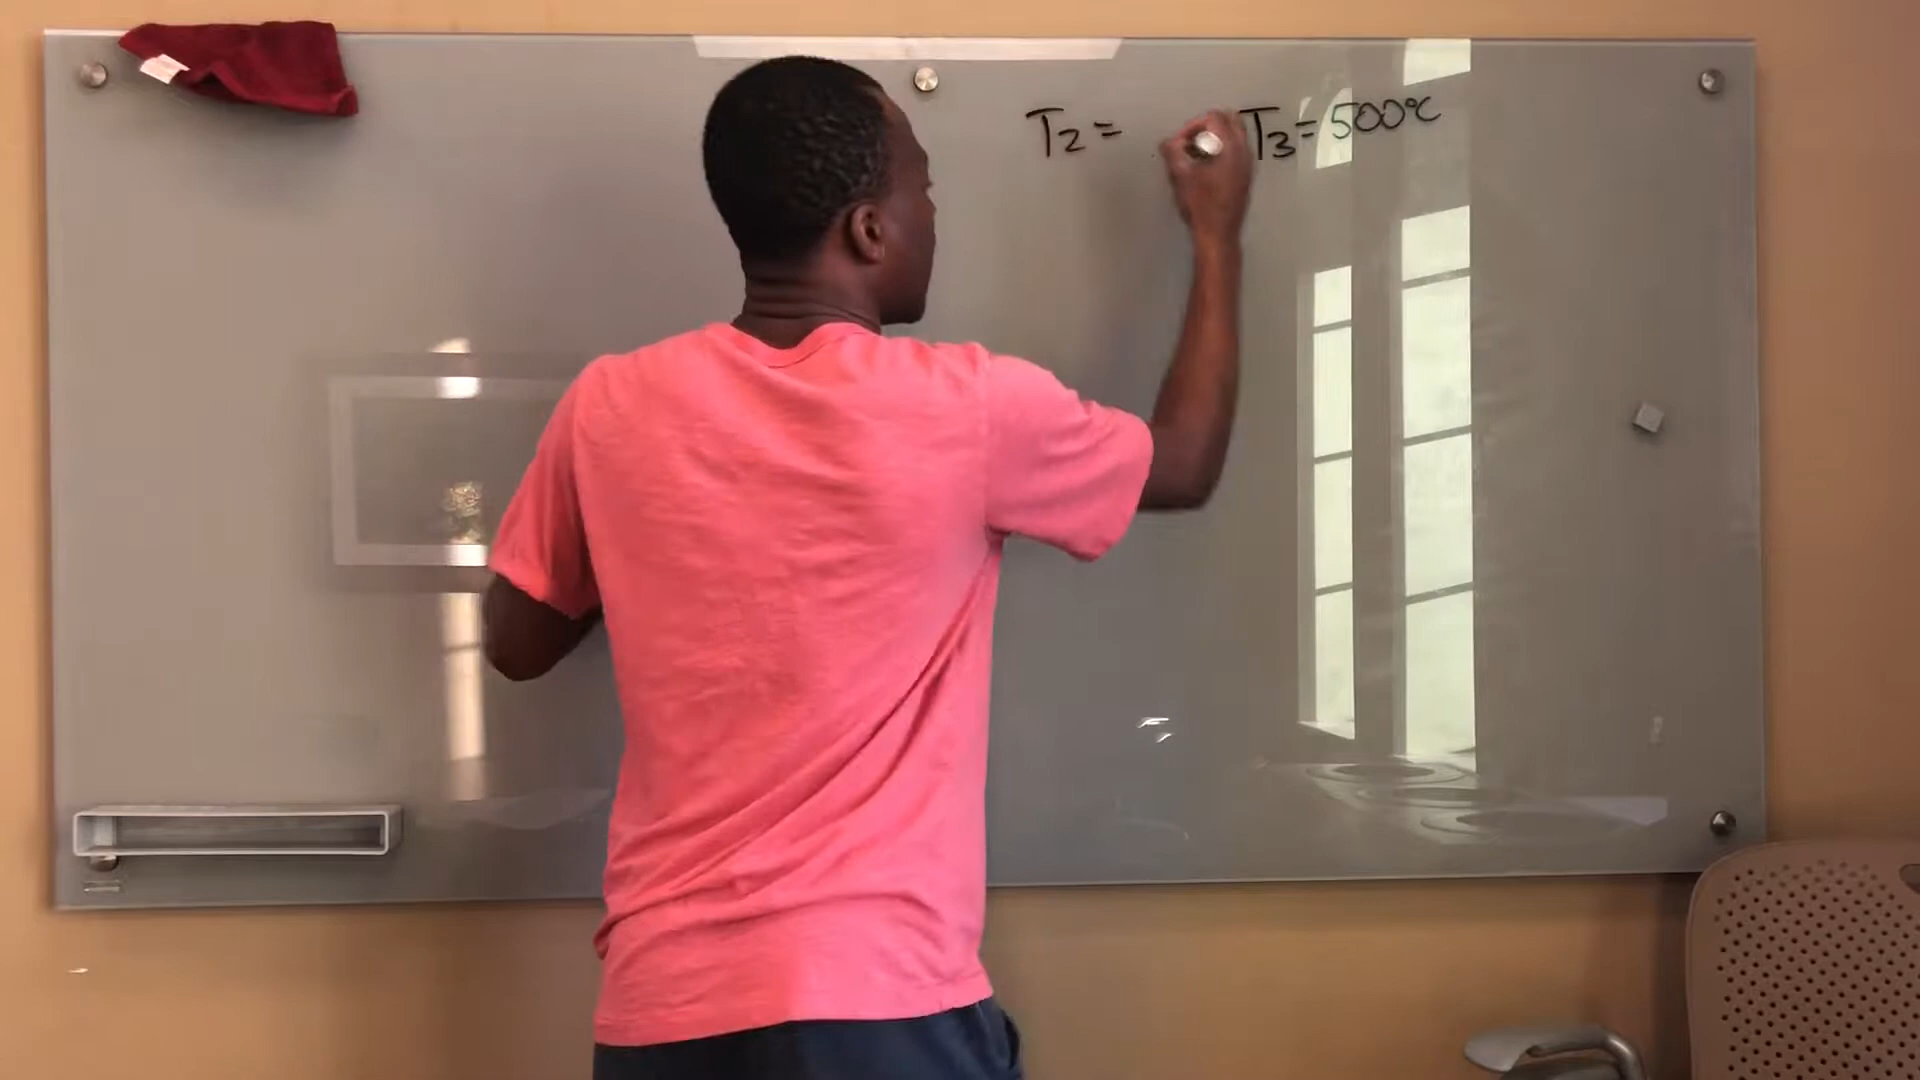 T2 = T3 = 500°C